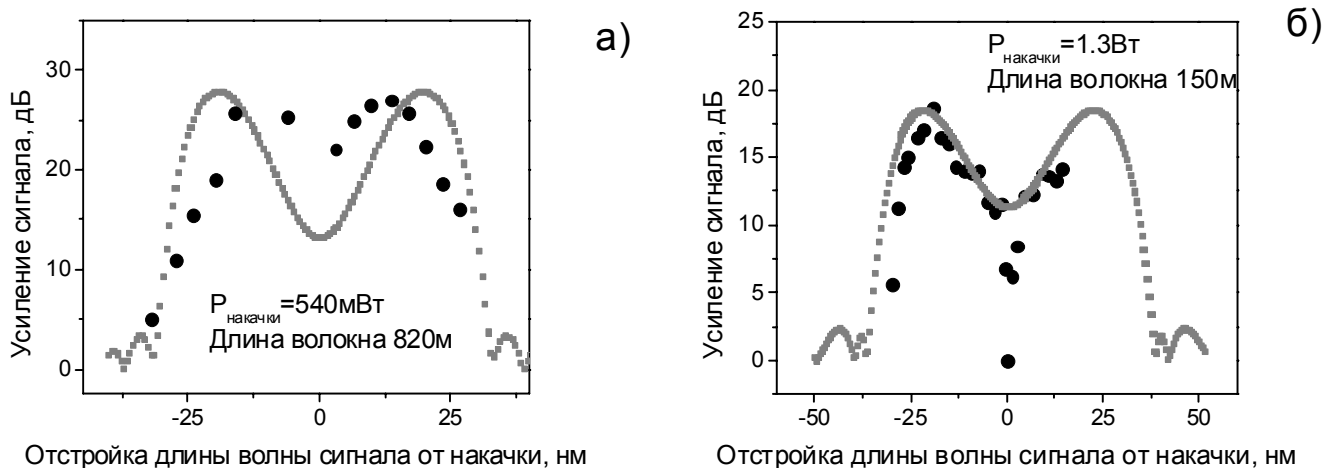 а)
Усиление сигнала, дБ
30
20
10
0
Pнакачки=540мВт
Длина волокна 820м
-25
0
25
Отстройка длины волны сигнала от накачки, нм
б)
Усиление сигнала, дБ
25
20
15
10
5
0
Pнакачки=1.3Вт
Длина волокна 150м
-50
-25
0
25
50
Отстройка длины волны сигнала от накачки, нм